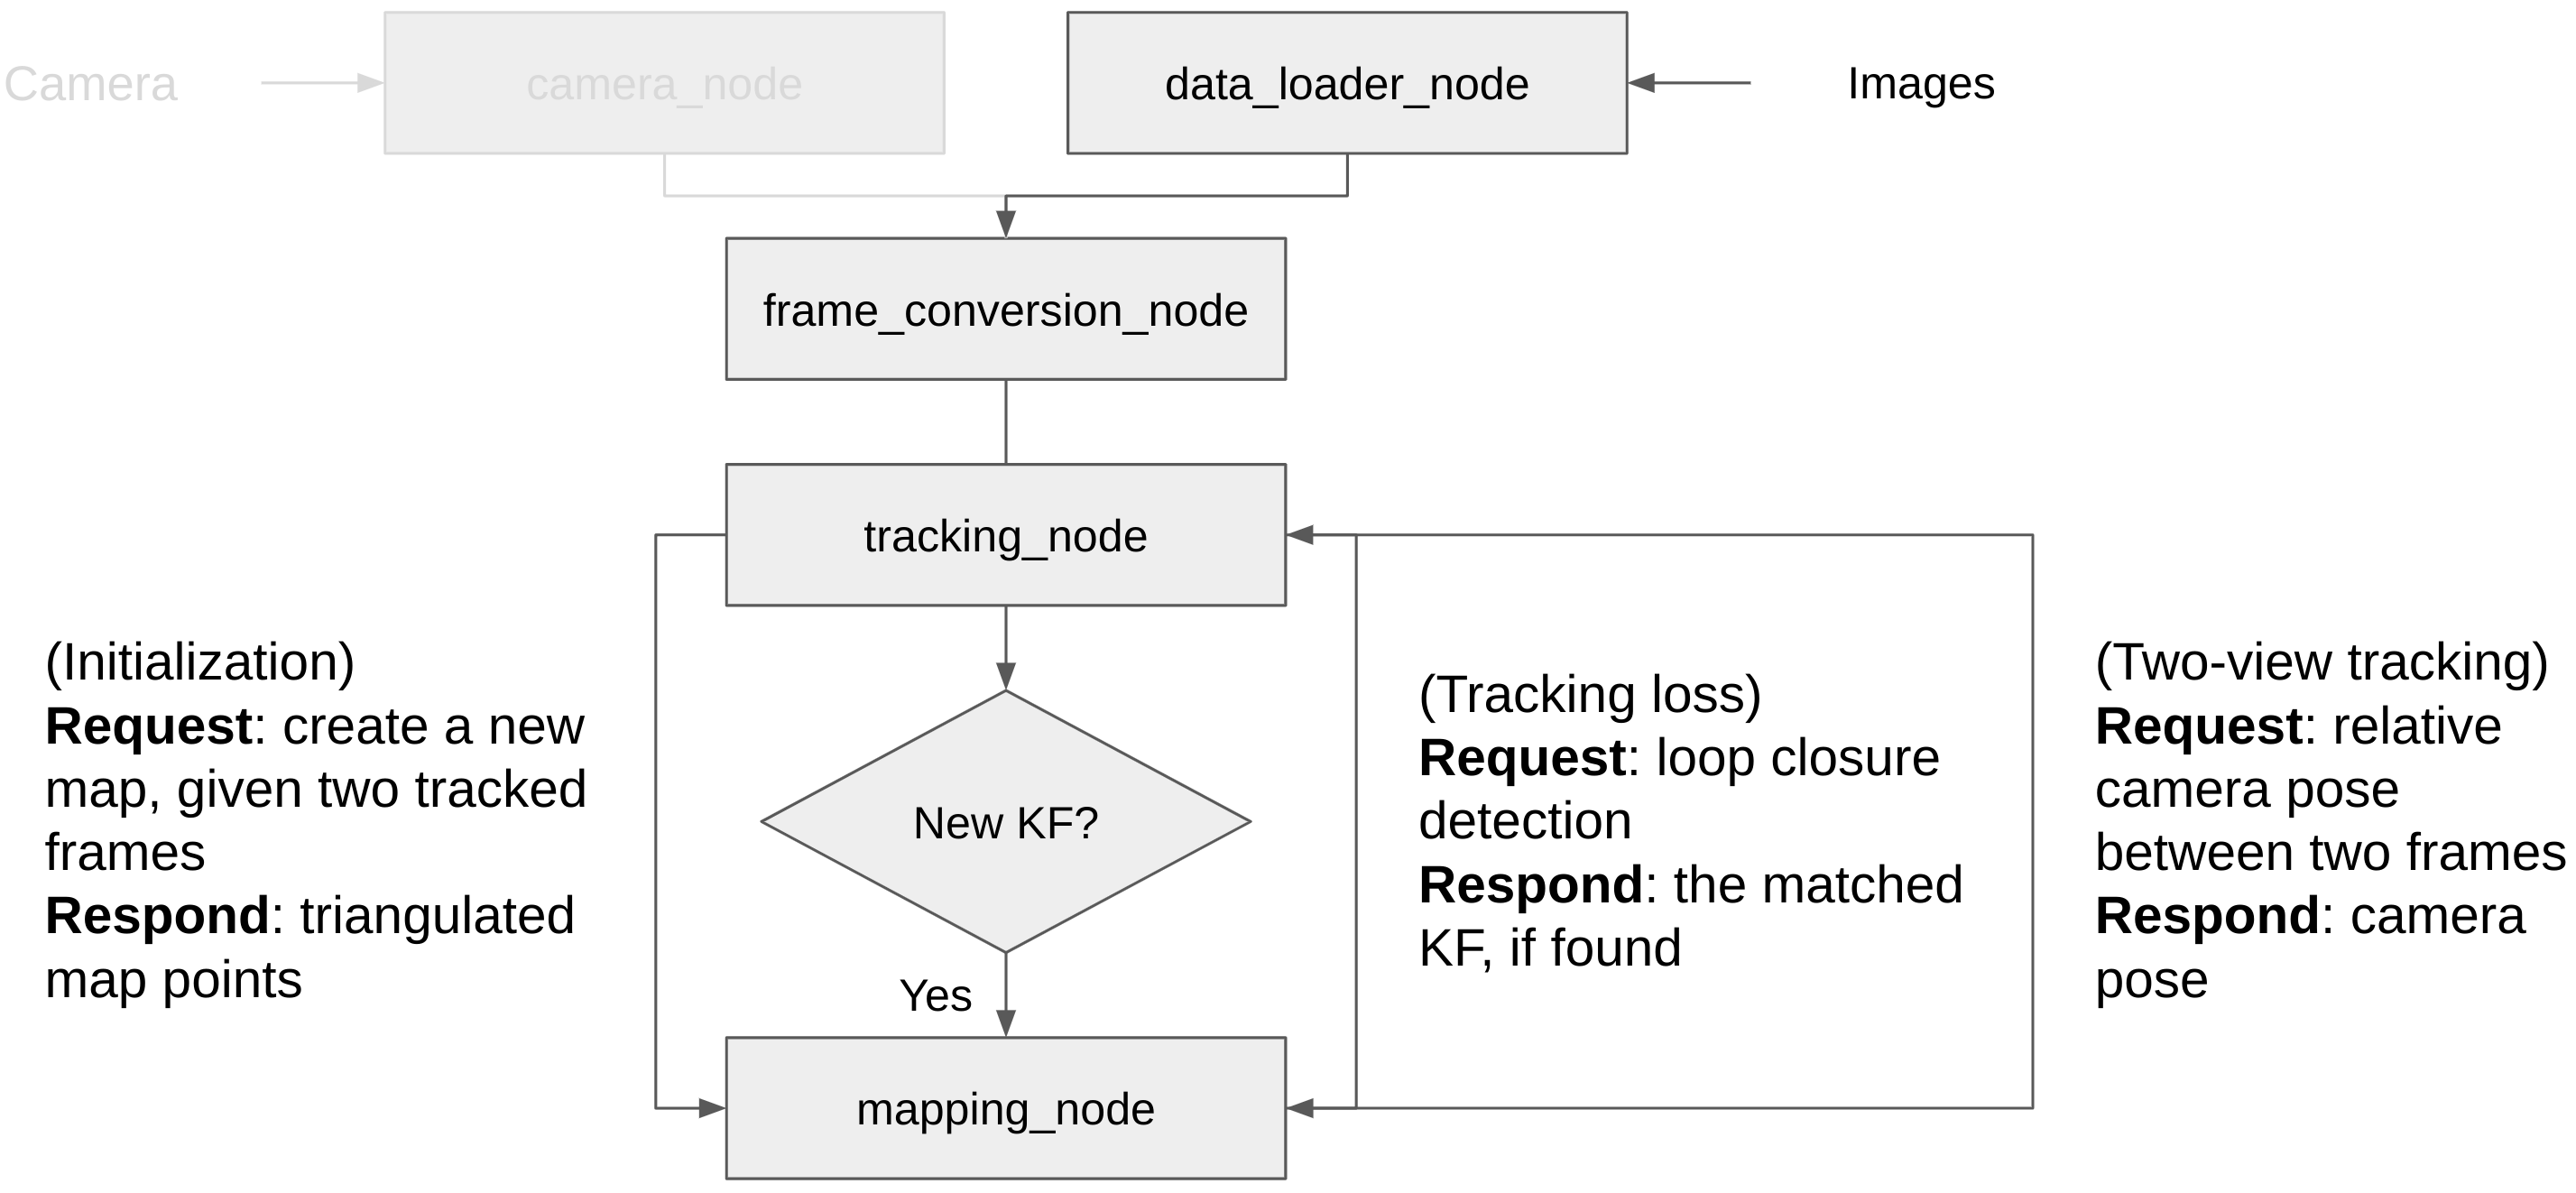 Camera
camera_node
data_loader_node
Images
frame_conversion_node
tracking_node
(Initialization)
Request: create a new
map, given two tracked
frames
Respond: triangulated
map points
New KF?
Yes
(Tracking loss)
Request: loop closure
detection
Respond: the matched
KF, if found
(Two-view tracking)
Request: relative
camera pose
between two frames
Respond: camera
pose
mapping_node